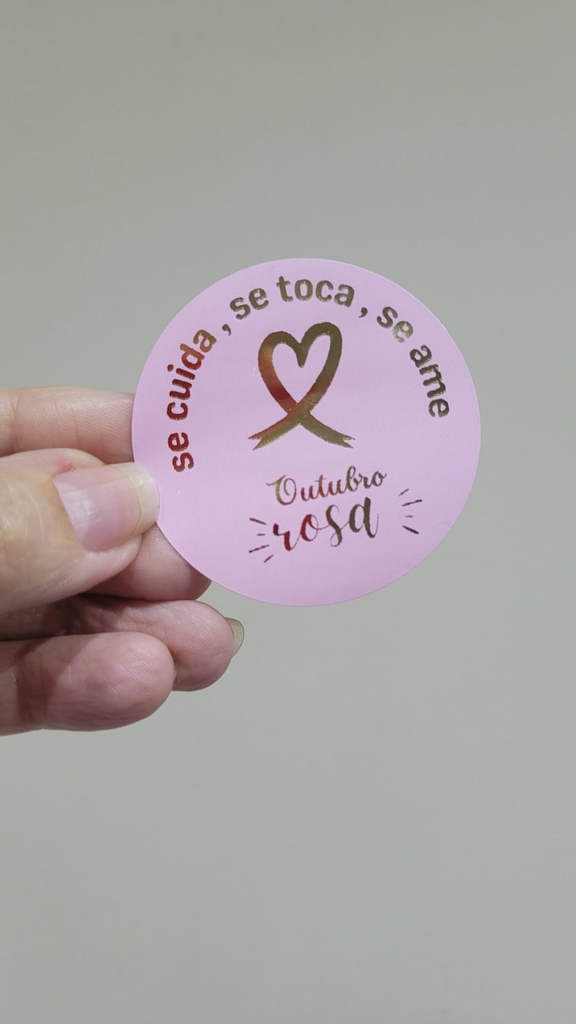 se cuida, se toca, se ame
Outubro
rosa